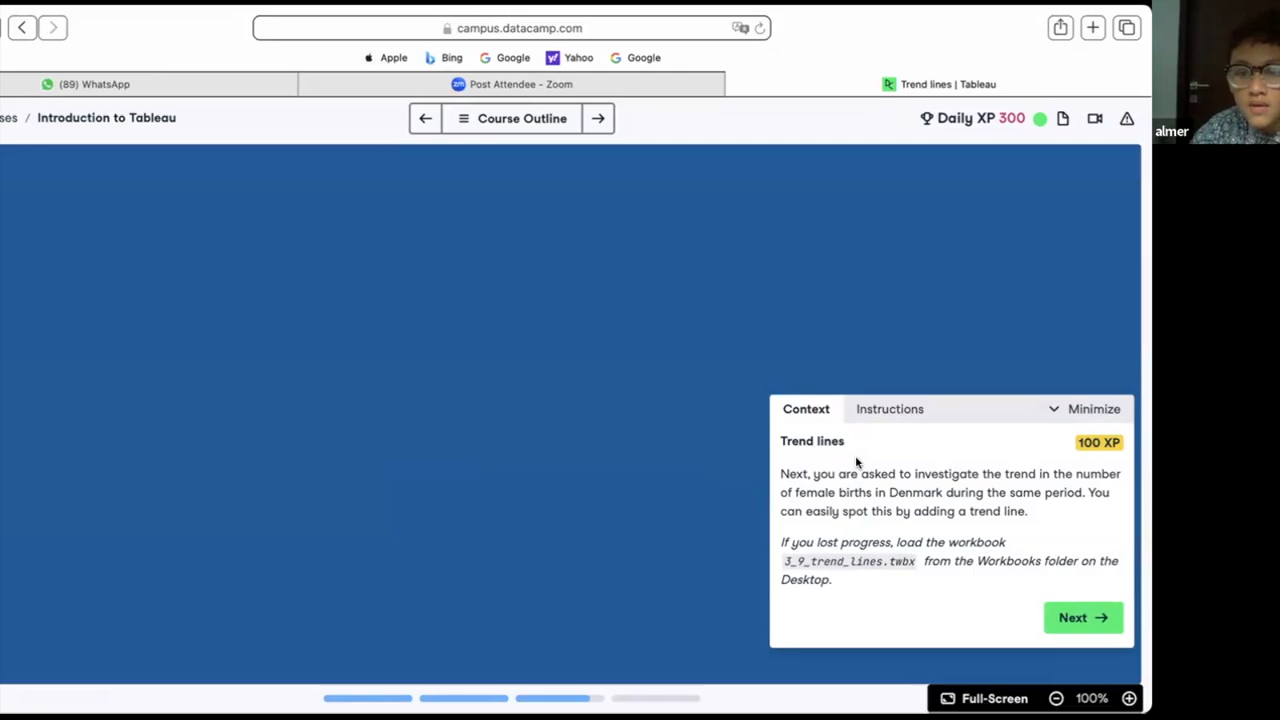 campus.datacamp.com
Apple Bing Google Yahoo Google
(89) WhatsApp Post Attendee - Zoom Trend lines | Tableau
ses / Introduction to Tableau Course Outline Daily XP 300
almer
Context Instructions Minimize
Trend lines 100 XP
Next, you are asked to investigate the trend in the number
of female births in Denmark during the same period. You
can easily spot this by adding a trend line.
If you lost progress, load the workbook
3_9_trend_lines.twbx from the Workbooks folder on the
Desktop.
Next
Full-Screen 100%